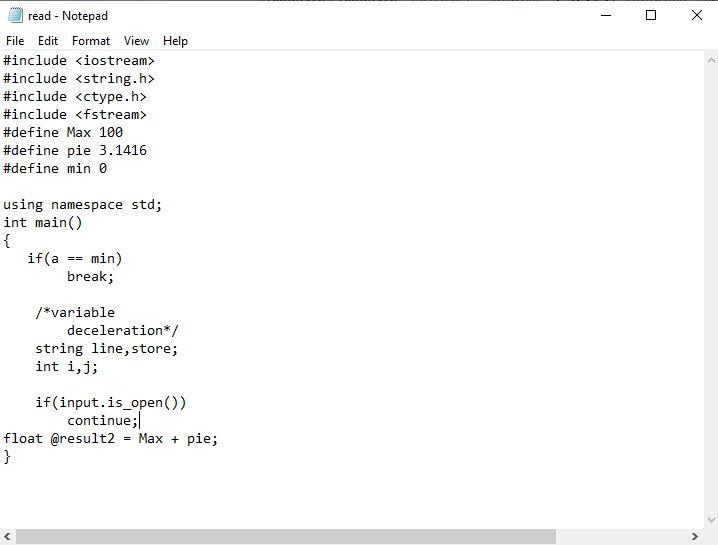 read - Notepad
File Edit Format View Help
#include <iostream>
#include <string.h>
#include <ctype.h>
#include <fstream>
#define Max 100
#define pie 3.1416
#define min 0

using namespace std;
int main()
{
   if(a == min)
        break;

    /*variable
        deceleration*/
    string line,store;
    int i,j;

    if(input.is_open())
        continue;
float @result2 = Max + pie;
}